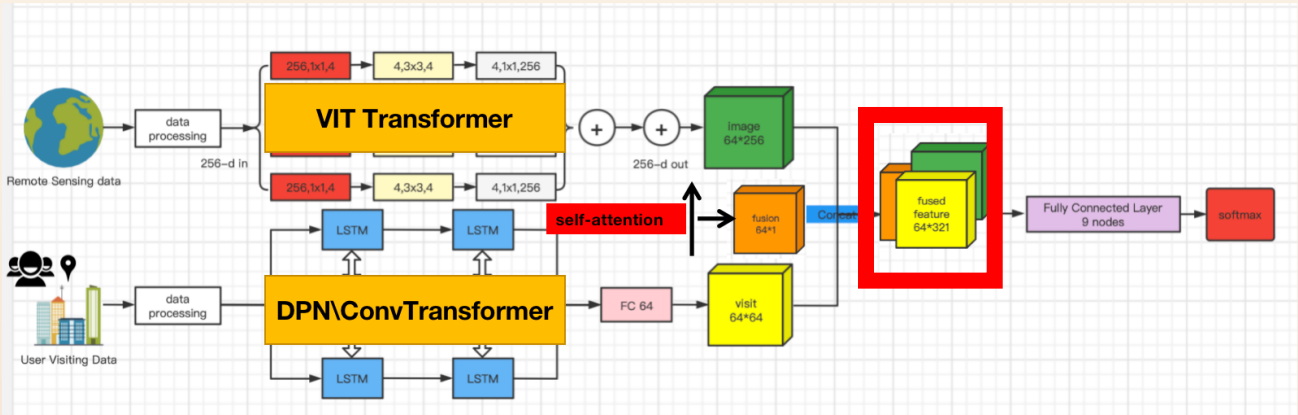 256,1x1,4
4,3x3,4
4,1x1,256
VIT Transformer
data
processing
256-d in
Remote Sensing data
+
+
256-d out
image
64*256
256,1x1,4
4,3x3,4
4,1x1,256
self-attention
fusion
64*1
Concat
fused
feature
64*321
Fully Connected Layer
9 nodes
softmax
LSTM
LSTM
data
processing
DPN\ConvTransformer
FC 64
visit
64*64
User Visiting Data
LSTM
LSTM